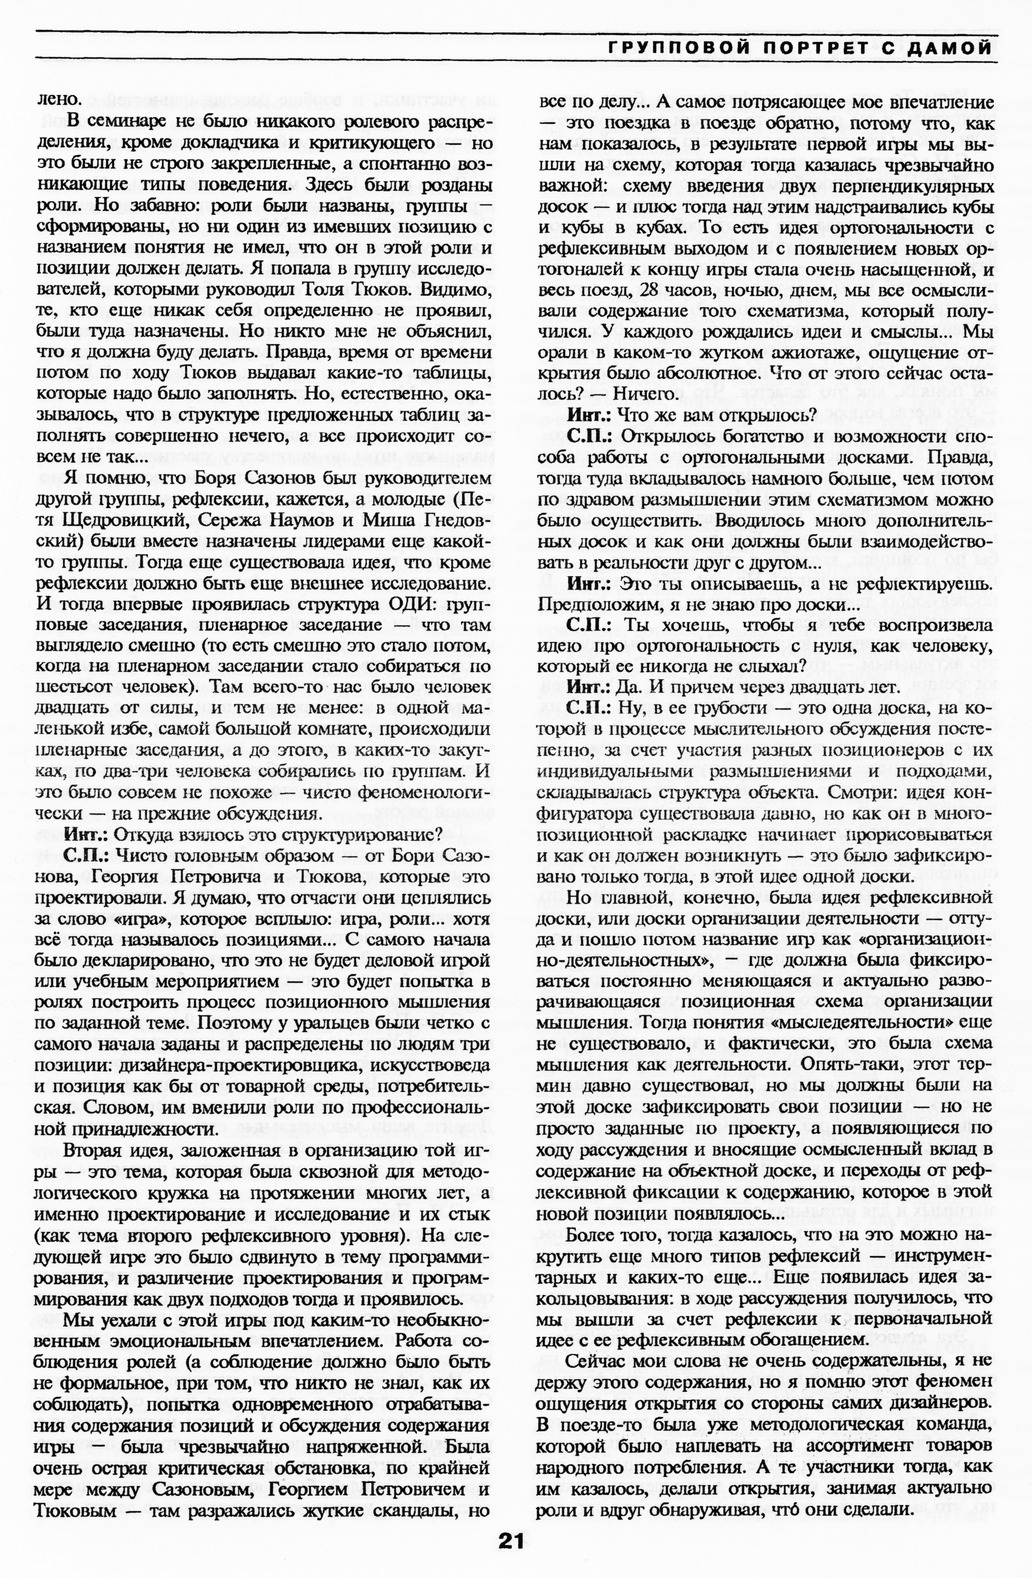 ГРУППОВОЙ ПОРТРЕТ С ДАМОЙ
лено.
В семинаре не было никакого ролевого распре-
деления, кроме докладчика и критикующего — но
это были не строго закрепленные, а спонтанно воз-
никающие типы поведения. Здесь были розданы
роли. Но забавно: роли были названы, группы —
сформированы, но ни один из имевших позицию с
названием понятия не имел, что он в этой роли и
позиции должен делать. Я попала в группу исследо-
вателей, которыми руководил Толя Тюков. Видимо,
те, кто еще никак себя определенно не проявил,
были туда назначены. Но никто мне не объяснил,
что я должна буду делать. Правда, время от времени
потом по ходу Тюков выдавал какие-то таблицы,
которые надо было заполнять. Но, естественно, ока-
зывалось, что в структуре предложенных таблиц за-
полнять совершенно нечего, а все происходит со-
всем не так...
Я помню, что Боря Сазонов был руководителем
другой группы, рефлексии, кажется, а молодые (Пе-
тя Щедровицкий, Сережа Наумов и Миша Гнедов-
ский) были вместе назначены лидерами еще какой-
то группы. Тогда еще существовала идея, что кроме
рефлексии должно быть еще внешнее исследование.
И тогда впервые проявилась структура ОДИ: груп-
повые заседания, пленарное заседание — что там
выглядело смешно (то есть смешно это стало потом,
когда на пленарном заседании стало собираться по
шестьсот человек). Там всего-то нас было человек
двадцать от силы, и тем не менее: в одной ма-
ленькой избе, самой большой комнате, происходили
пленарные заседания, а до этого, в каких-то закут-
ках, по два-три человека собирались по группам. И
это было совсем не похоже — чисто феноменологи-
чески — на прежние обсуждения.
Инт.: Откуда взялось это структурирование?
С.П.: Чисто головным образом — от Бори Сазо-
нова, Георгия Петровича и Тюкова, которые это
проектировали. Я думаю, что отчасти они цеплялись
за слово «игра», которое всплыло: игра, роли... хотя
всё тогда называлось позициями... С самого начала
было декларировано, что это не будет деловой игрой
или учебным мероприятием — это будет попытка в
ролях построить процесс позиционного мышления
по заданной теме. Поэтому у уральцев были четко с
самого начала заданы и распределены по людям три
позиции: дизайнера-проектировщика, искусствоведа
и позиция как бы от товарной среды, потребитель-
ская. Словом, им вменили роли по профессиональ-
ной принадлежности.
Вторая идея, заложенная в организацию той иг-
ры — это тема, которая была сквозной для методо-
логического кружка на протяжении многих лет, а
именно проектирование и исследование и их стык
(как тема второго рефлексивного уровня). На сле-
дующей игре это было сдвинуто в тему программи-
рования, и различение проектирования и програм-
мирования как двух подходов тогда и проявилось.
Мы уехали с этой игры под каким-то необыкно-
венным эмоциональным впечатлением. Работа со-
блюдения ролей (а соблюдение должно было быть
не формальное, при том, что никто не знал, как их
соблюдать), попытка одновременного отрабатыва-
ния содержания позиций и обсуждения содержания
игры — была чрезвычайно напряженной. Была
очень острая критическая обстановка, по крайней
мере между Сазоновым, Георгием Петровичем и
Тюковым — там разражались жуткие скандалы, но
все по делу... А самое потрясающее мое впечатление
— это поездка в поезде обратно, потому что, как
нам показалось, в результате первой игры мы вы-
шли на схему, которая тогда казалась чрезвычайно
важной: схему введения двух перпендикулярных
досок — и плюс тогда над этим надстраивались кубы
и кубы в кубах. То есть идея ортогональности с
рефлексивным выходом и с появлением новых ор-
тогоналей к концу игры стала очень насыщенной, и
весь поезд, 28 часов, ночью, днем, мы все осмысли-
вали содержание того схематизма, который полу-
чился. У каждого рождались идеи и смыслы... Мы
орали в каком-то жутком ажиотаже, ощущение от-
крытия было абсолютное. Что от этого сейчас оста-
лось? — Ничего.
Инт.: Что же вам открылось?
С.П.: Открылось богатство и возможности спо-
соба работы с ортогональными досками. Правда,
тогда туда вкладывалось намного больше, чем потом
по здравом размышлении этим схематизмом можно
было осуществить. Вводилось много дополнитель-
ных досок и как они должны были взаимодейство-
вать в реальности друг с другом...
Инт.: Это ты описываешь, а не рефлектируешь.
Предположим, я не знаю про доски...
С.П.: Ты хочешь, чтобы я тебе воспроизвела
идею про ортогональность с нуля, как человеку,
который ее никогда не слыхал?
Инт.: Да. И причем через двадцать лет.
С.П.: Ну, в ее грубости — это одна доска, на ко-
торой в процессе мыслительного обсуждения посте-
пенно, за счет участия разных позиционеров с их
индивидуальными размышлениями и подходами,
складывалась структура объекта. Смотри: идея кон-
фигуратора существовала давно, но как он в много-
позиционной раскладке начинает прорисовываться
и как он должен возникнуть — это было зафиксиро-
вано только тогда, в этой идее одной доски.
Но главной, конечно, была идея рефлексивной
доски, или доски организации деятельности — отту-
да и пошло потом название игр как «организацион-
но-деятельностных», — где должна была фиксиро-
ваться постоянно меняющаяся и актуально разво-
рачивающаяся позиционная схема организации
мышления. Тогда понятия «мыследеятельности» еще
не существовало, и фактически, это была схема
мышления как деятельности. Опять-таки, этот тер-
мин давно существовал, но мы должны были на
этой доске зафиксировать свои позиции — но не
просто заданные по проекту, а появляющиеся по
ходу рассуждения и вносящие осмысленный вклад в
содержание на объектной доске, и переходы от реф-
лексивной фиксации к содержанию, которое в этой
новой позиции появлялось...
Более того, тогда казалось, что на это можно на-
крутить еще много типов рефлексий — инструмен-
тарных и каких-то еще... Еще появилась идея за-
кольцовывания: в ходе рассуждения получилось, что
мы вышли за счет рефлексии к первоначальной
идее с ее рефлексивным обогащением.
Сейчас мои слова не очень содержательны, я не
держу этого содержания, но я помню этот феномен
ощущения открытия со стороны самих дизайнеров.
В поезде-то была уже методологическая команда,
которой было наплевать на ассортимент товаров
народного потребления. А те участники тогда, как
им казалось, делали открытия, занимая актуально
роли и вдруг обнаруживая, чтó они сделали.
21